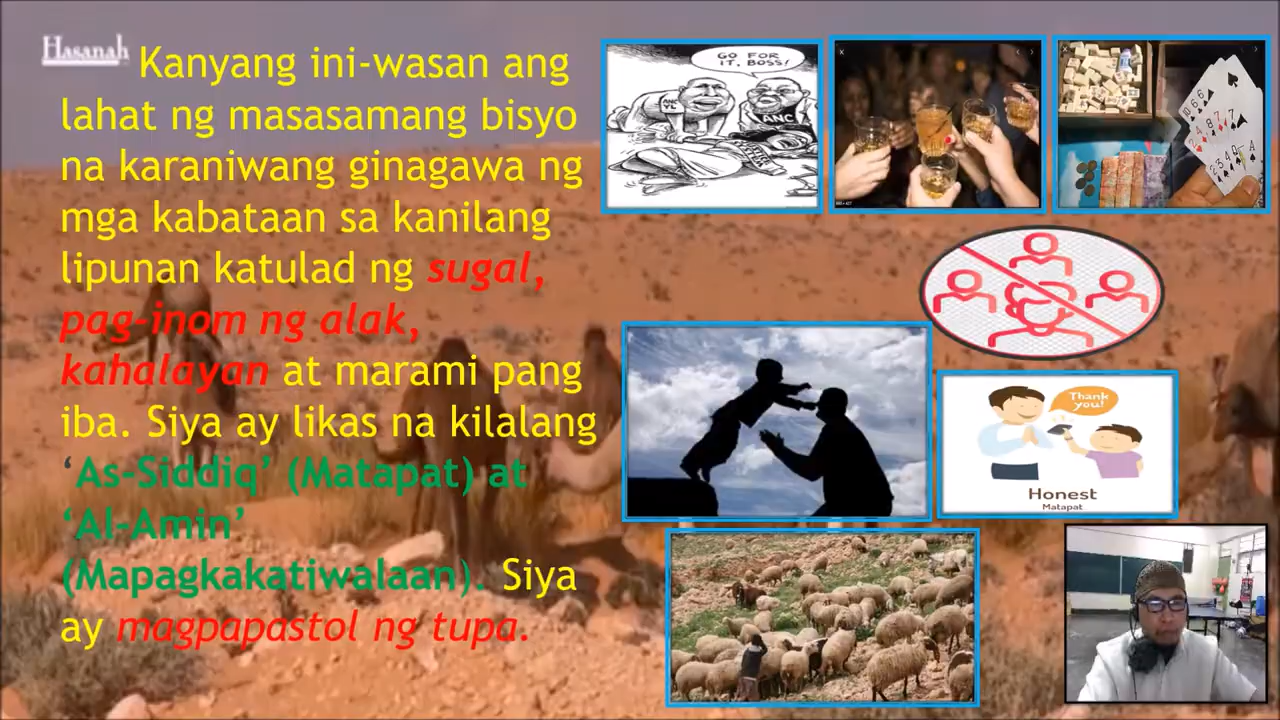 Hasanah
Kanyang ini-wasan ang
lahat ng masasamang bisyo
na karaniwang ginagawa ng
mga kabataan sa kanilang
lipunan katulad ng sugal,
pag-inom ng alak,
kahalayan at marami pang
iba. Siya ay likas na kilalang
‘As-Siddiq’ (Matapat) at
‘Al-Amin’
(Mapagkakatiwalaan). Siya
ay magpapastol ng tupa.
GO FOR
IT, BOSS!
ANC
Thank
you!
Honest
Matapat